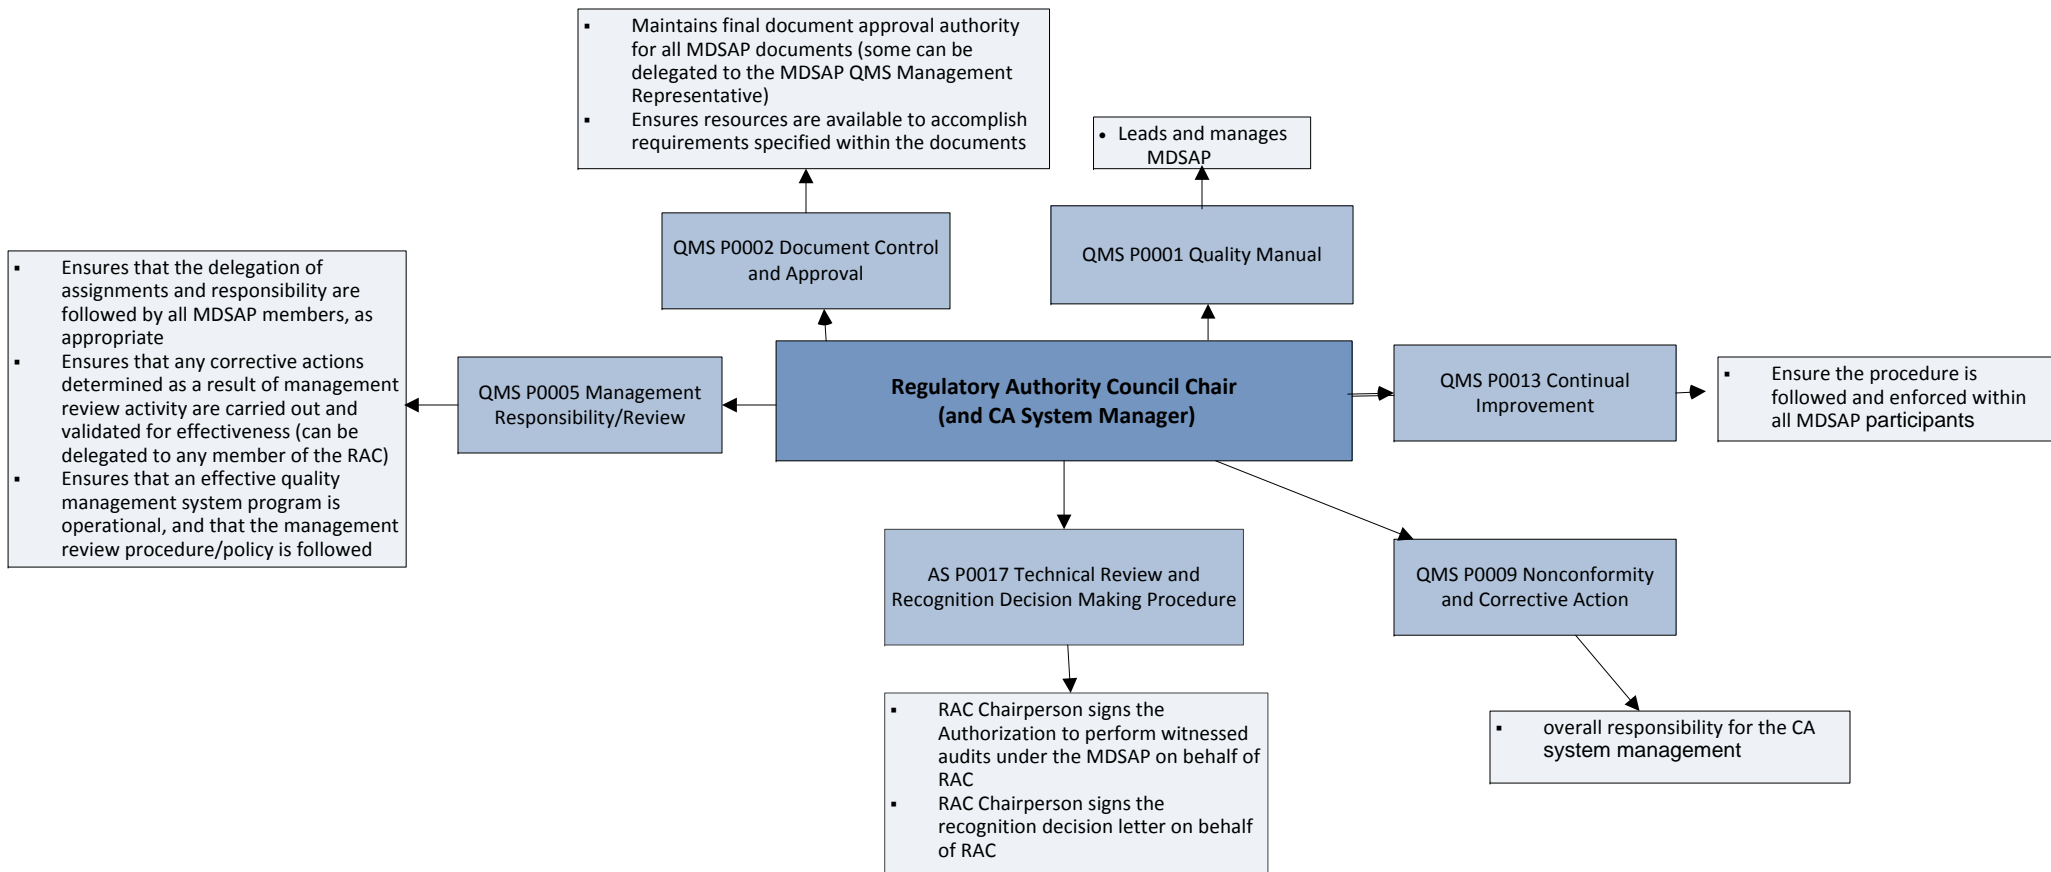 ▪ Maintains final document approval authority
for all MDSAP documents (some can be
delegated to the MDSAP QMS Management
Representative)
▪ Ensures resources are available to accomplish
requirements specified within the documents
• Leads and manages
MDSAP
QMS P0002 Document Control
and Approval
QMS P0001 Quality Manual
▪ Ensures that the delegation of
assignments and responsibility are
followed by all MDSAP members, as
appropriate
▪ Ensures that any corrective actions
determined as a result of management
review activity are carried out and
validated for effectiveness (can be
delegated to any member of the RAC)
▪ Ensures that an effective quality
management system program is
operational, and that the management
review procedure/policy is followed
QMS P0005 Management
Responsibility/Review
Regulatory Authority Council Chair
(and CA System Manager)
QMS P0013 Continual
Improvement
▪ Ensure the procedure is
followed and enforced within
all MDSAP participants
AS P0017 Technical Review and
Recognition Decision Making Procedure
QMS P0009 Nonconformity
and Corrective Action
▪ RAC Chairperson signs the
Authorization to perform witnessed
audits under the MDSAP on behalf of
RAC
▪ RAC Chairperson signs the
recognition decision letter on behalf
of RAC
▪ overall responsibility for the CA
system management